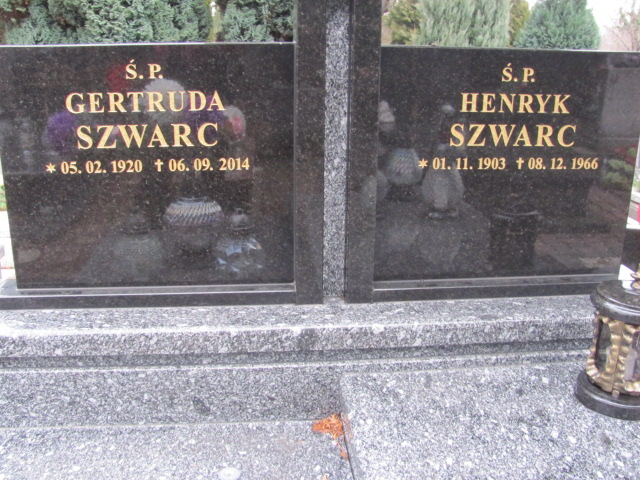 Ś.P.
GERTRUDA
SZWARC
* 05. 02. 1920 † 06. 09. 2014
Ś.P.
HENRYK
SZWARC
* 01. 11. 1903 † 08. 12. 1966